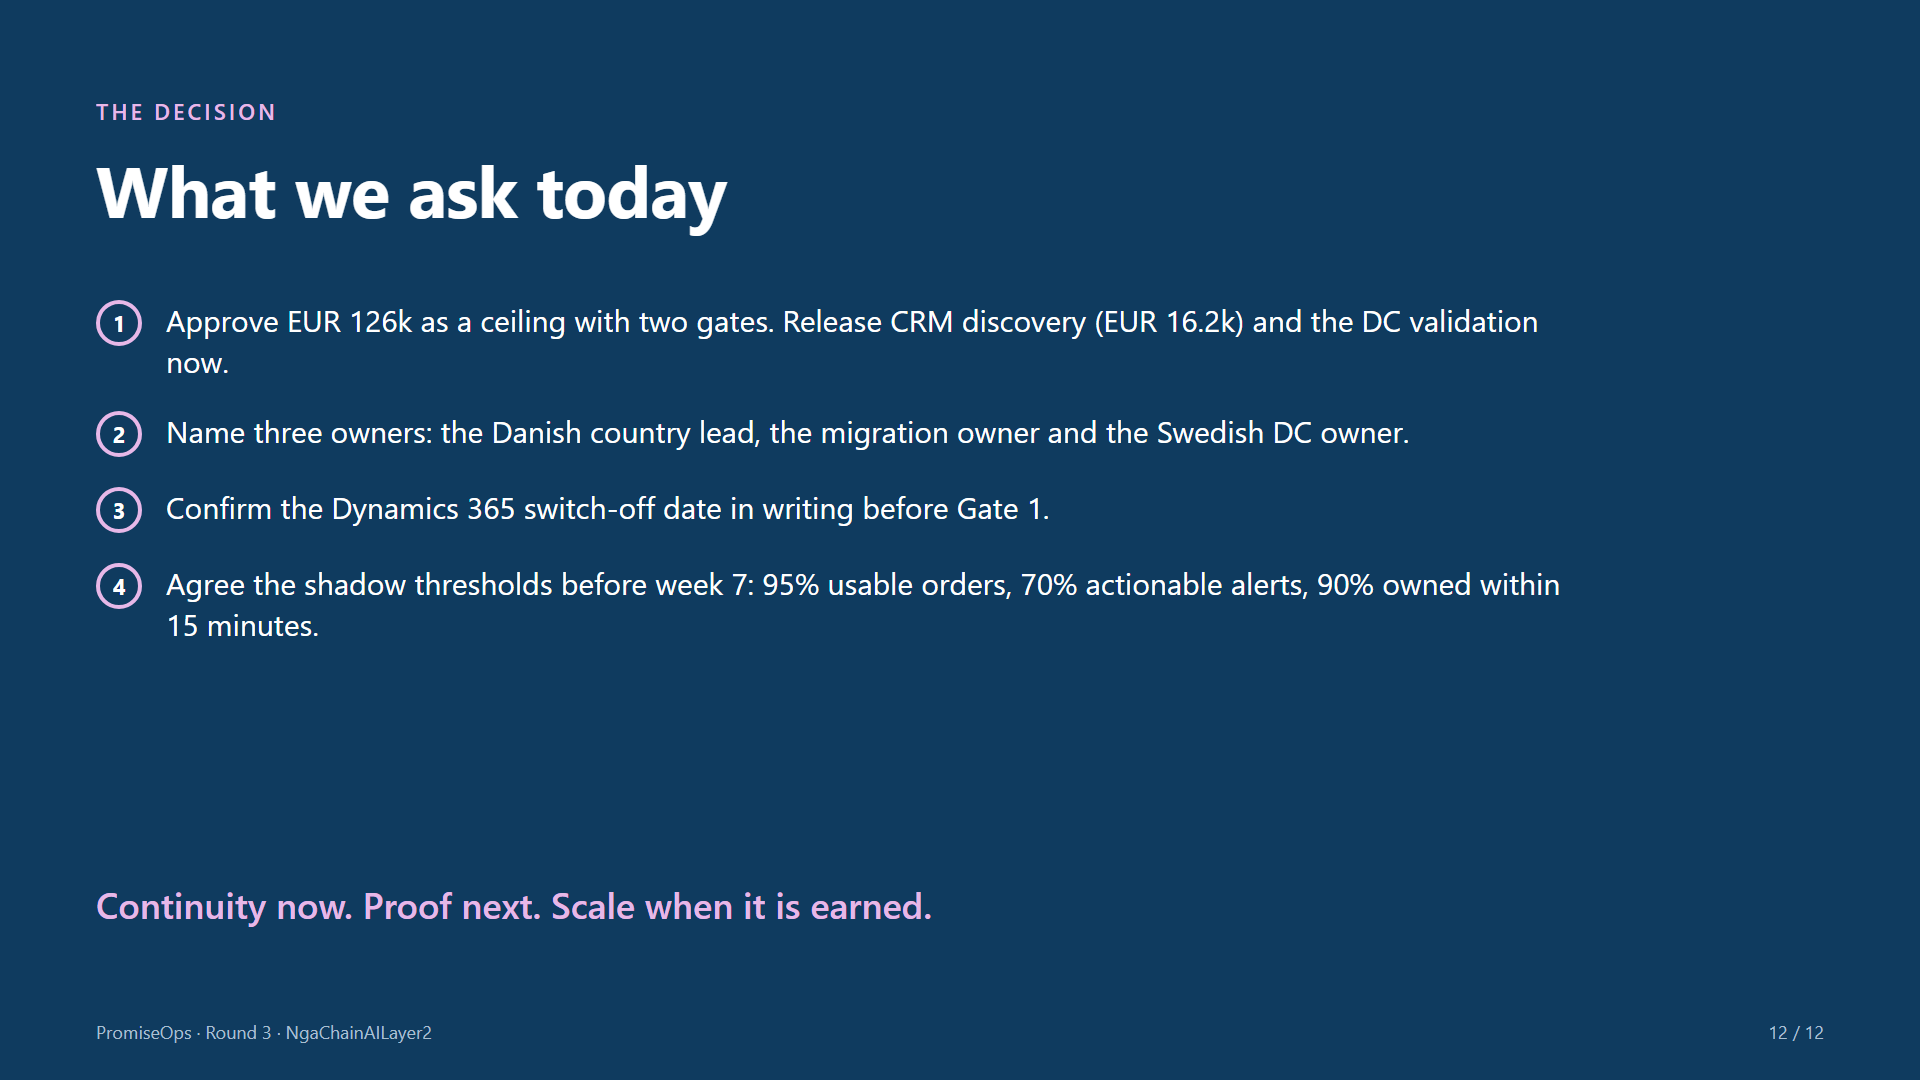 THE DECISION
What we ask today
1 Approve EUR 126k as a ceiling with two gates. Release CRM discovery (EUR 16.2k) and the DC validation
now.
2 Name three owners: the Danish country lead, the migration owner and the Swedish DC owner.
3 Confirm the Dynamics 365 switch-off date in writing before Gate 1.
4 Agree the shadow thresholds before week 7: 95% usable orders, 70% actionable alerts, 90% owned within
15 minutes.
Continuity now. Proof next. Scale when it is earned.
PromiseOps · Round 3 · NgaChainAILayer2
12 / 12